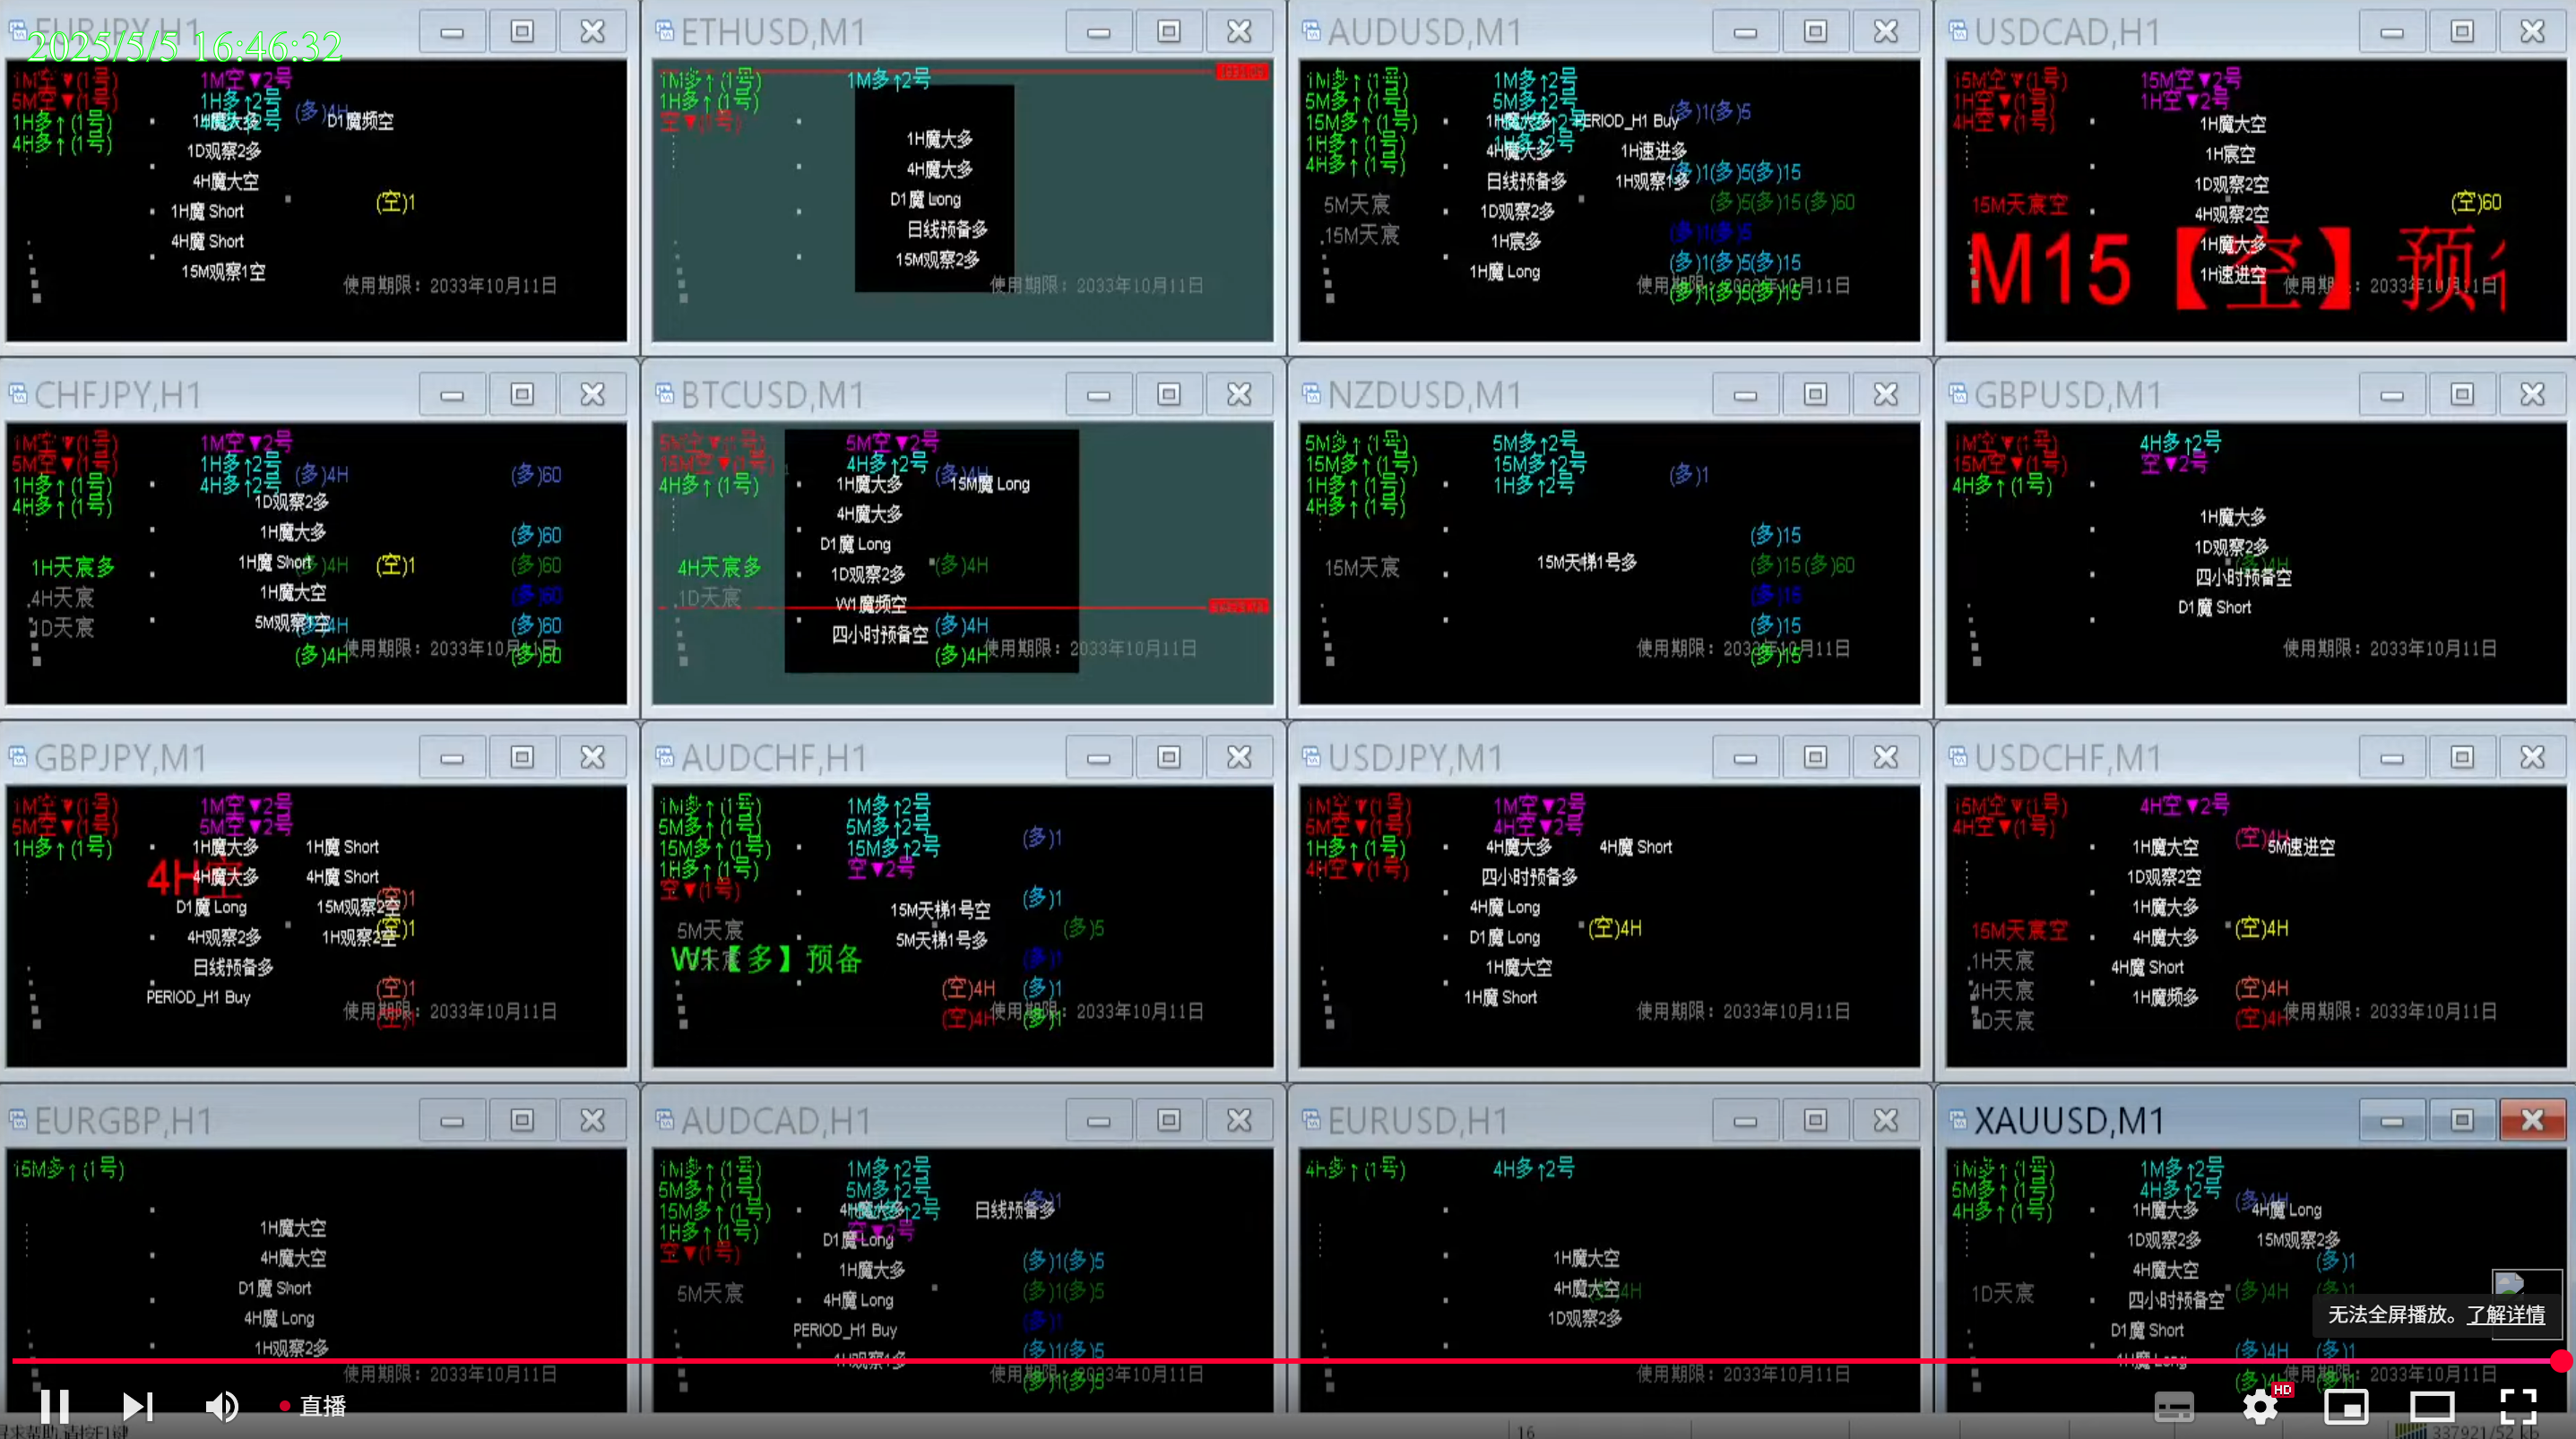 EURJPY,H1
2025/5/5 16:46:32
1M空▼(1号)
1M空▼2号
5M空▼(1号)
1H多↑2号
(多)4H
1H多↑(1号)
1H魔大多
D1魔频空
4H多↑(1号)
1D观察2多
4H魔大空
(空)1
1H魔 Short
4H魔 Short
15M观察1空
使用期限：2033年10月11日
ETHUSD,M1
1M多↑(1号)
1M多↑2号
1H多↑(1号)
空▼(1号)
1H魔大多
4H魔大多
D1魔 Long
日线预备多
15M观察2多
使用期限：2033年10月11日
AUDUSD,M1
1M多↑(1号)
1M多↑2号
5M多↑(1号)
5M多↑2号
(多)1(多)5
15M多↑(1号)
1H魔大多
PERIOD_H1 Buy
1H多↑(1号)
1H多↑2号
4H魔大多
1H速进多
4H多↑(1号)
(多)1(多)5(多)15
日线预备多
1H观察1多
5M天宸
1D观察2多
(多)5(多)15(多)60
15M天宸
1H宸多
(多)1(多)5
1H魔 Long
(多)1(多)5(多)15
使用期限：2033年10月11日
(多)1(多)5(多)15
USDCAD,H1
15M空▼(1号)
15M空▼2号
1H空▼(1号)
1H空▼2号
4H空▼(1号)
1H魔大空
1H宸空
1D观察2空
15M天宸空
4H观察2空
(空)60
1H魔大多
M15【空】预备
1H速进空
使用期限：2033年10月11日
CHFJPY,H1
1M空▼(1号)
1M空▼2号
5M空▼(1号)
1H多↑2号
(多)4H
(多)60
1H多↑(1号)
4H多↑2号
4H多↑(1号)
1D观察2多
1H魔大多
(多)60
1H天宸多
1H魔 Short
(多)4H
(空)1
(多)60
4H天宸
1H魔大空
(多)60
1D天宸
5M观察1空
(多)4H
(多)60
使用期限：2033年10月11日
(多)4H
(多)60
BTCUSD,M1
5M空▼(1号)
5M空▼2号
15M空▼(1号)
4H多↑2号
(多)4H
4H多↑(1号)
1H魔大多
15M魔 Long
4H魔大多
D1魔 Long
4H天宸多
1D观察2多
(多)4H
1D天宸
W1魔频空
四小时预备空
(多)4H
(多)4H
使用期限：2033年10月11日
NZDUSD,M1
5M多↑(1号)
5M多↑2号
15M多↑(1号)
15M多↑2号
(多)1
1H多↑(1号)
1H多↑2号
4H多↑(1号)
(多)15
15M天宸
15M天梯1号多
(多)15(多)60
(多)15
(多)15
使用期限：2033年10月11日
(多)15
GBPUSD,M1
1M空▼(1号)
4H多↑2号
15M空▼(1号)
空▼2号
4H多↑(1号)
1H魔大多
1D观察2多
(多)4H
四小时预备空
D1魔 Short
使用期限：2033年10月11日
GBPJPY,M1
1M空▼(1号)
1M空▼2号
5M空▼(1号)
5M空▼2号
1H多↑(1号)
1H魔大多
1H魔 Short
4H空
4H魔大多
4H魔 Short
(空)1
D1魔 Long
15M观察2空
(空)1
4H观察2多
1H观察2空
日线预备多
(空)1
PERIOD_H1 Buy
使用期限：2033年10月11日
(空)1
AUDCHF,H1
1M多↑(1号)
1M多↑2号
5M多↑(1号)
5M多↑2号
(多)1
15M多↑(1号)
15M多↑2号
1H多↑(1号)
空▼2号
空▼(1号)
(多)1
15M天梯1号空
5M天宸
5M天梯1号多
(多)5
W1【多】预备
(多)1
(空)4H
(多)1
(空)4H
使用期限：2033年10月11日
(多)1
USDJPY,M1
1M空▼(1号)
1M空▼2号
5M空▼(1号)
4H空▼2号
1H多↑(1号)
4H魔大多
4H魔 Short
4H空▼(1号)
四小时预备多
4H魔 Long
(空)4H
D1魔 Long
1H魔大空
1H魔 Short
使用期限：2033年10月11日
USDCHF,M1
15M空▼(1号)
4H空▼2号
4H空▼(1号)
(空)4H
1H魔大空
5M速进空
1D观察2空
1H魔大多
15M天宸空
(空)4H
4H魔大多
1H天宸
4H魔 Short
4H天宸
(空)4H
1H魔频多
1D天宸
(空)4H
使用期限：2033年10月11日
EURGBP,H1
15M多↑(1号)
1H魔大空
4H魔大空
D1魔 Short
4H魔 Long
1H观察2多
使用期限：2033年10月11日
AUDCAD,H1
1M多↑(1号)
1M多↑2号
5M多↑(1号)
5M多↑2号
(多)1
15M多↑(1号)
4H魔大多
日线预备多
1H多↑(1号)
空▼2号
D1魔 Long
空▼(1号)
(多)1(多)5
1H魔大多
5M天宸
4H魔 Long
(多)1(多)5
PERIOD_H1 Buy
(多)1
1H观察1多
(多)1(多)5
使用期限：2033年10月11日
(多)1(多)5
EURUSD,H1
4H多↑(1号)
4H多↑2号
1H魔大空
4H魔大空
1D观察2多
使用期限：2033年10月11日
XAUUSD,M1
1M多↑(1号)
1M多↑2号
5M多↑(1号)
4H多↑2号
(多)4H
4H多↑(1号)
1H魔大多
4H魔 Long
1D观察2多
15M观察2多
4H魔大空
(多)1
1D天宸
四小时预备空
(多)4H
(多)1
D1魔 Short
无法全屏播放。了解详情
1H魔 Long
(多)4H
(多)1
使用期限：2033年10月11日
直播
HD
16
337921/52 kb